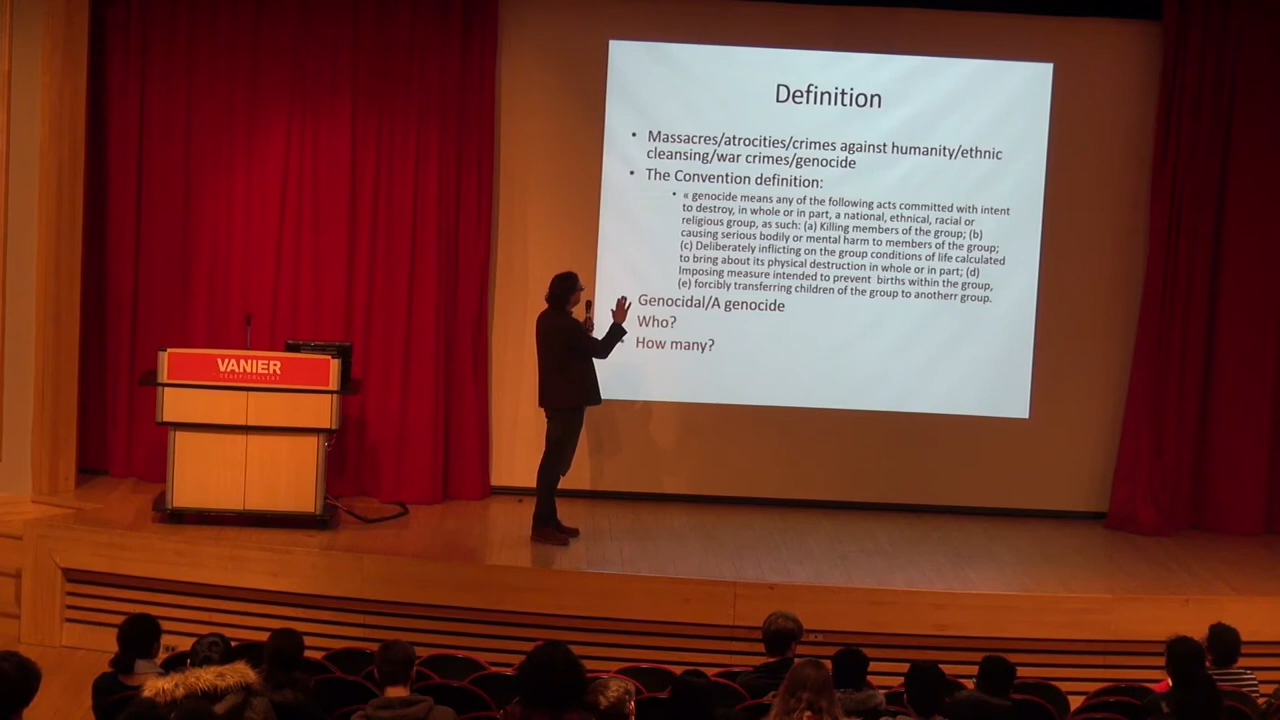 VANIER
CÉGEP/COLLEGE
Definition
• Massacres/atrocities/crimes against humanity/ethnic
cleansing/war crimes/genocide
• The Convention definition:
• « genocide means any of the following acts committed with intent
to destroy, in whole or in part, a national, ethnical, racial or
religious group, as such: (a) Killing members of the group; (b)
causing serious bodily or mental harm to members of the group;
(c) Deliberately inflicting on the group conditions of life calculated
to bring about its physical destruction in whole or in part; (d)
Imposing measure intended to prevent births within the group,
(e) forcibly transferring children of the group to anotherr group.
Genocidal/A genocide
Who?
How many?